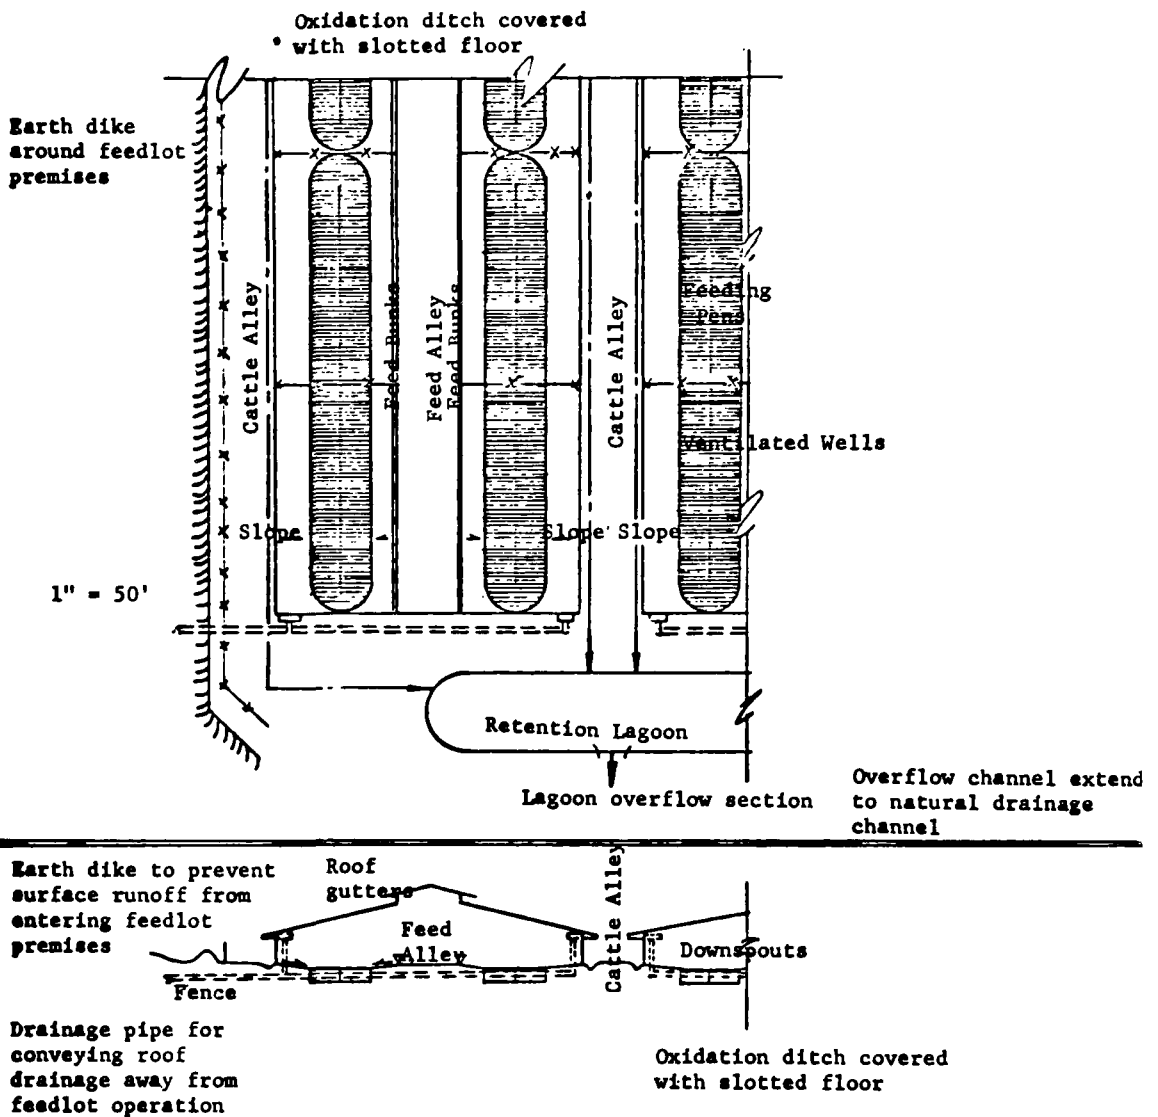 Oxidation ditch covered
with slotted floor
Earth dike
around feedlot
premises
Cattle Alley
Feed Bunks
Feed Alley
Feed Bunks
Cattle Alley
Feeding
Pens
Ventilated Wells
Slope
Slope
Slope
1" = 50'
Retention Lagoon
Lagoon overflow section
Overflow channel extend
to natural drainage
channel
Earth dike to prevent
surface runoff from
entering feedlot
premises
Roof
gutters
Feed
Alley
Cattle Alley
Downspouts
Fence
Drainage pipe for
conveying roof
drainage away from
feedlot operation
Oxidation ditch covered
with slotted floor